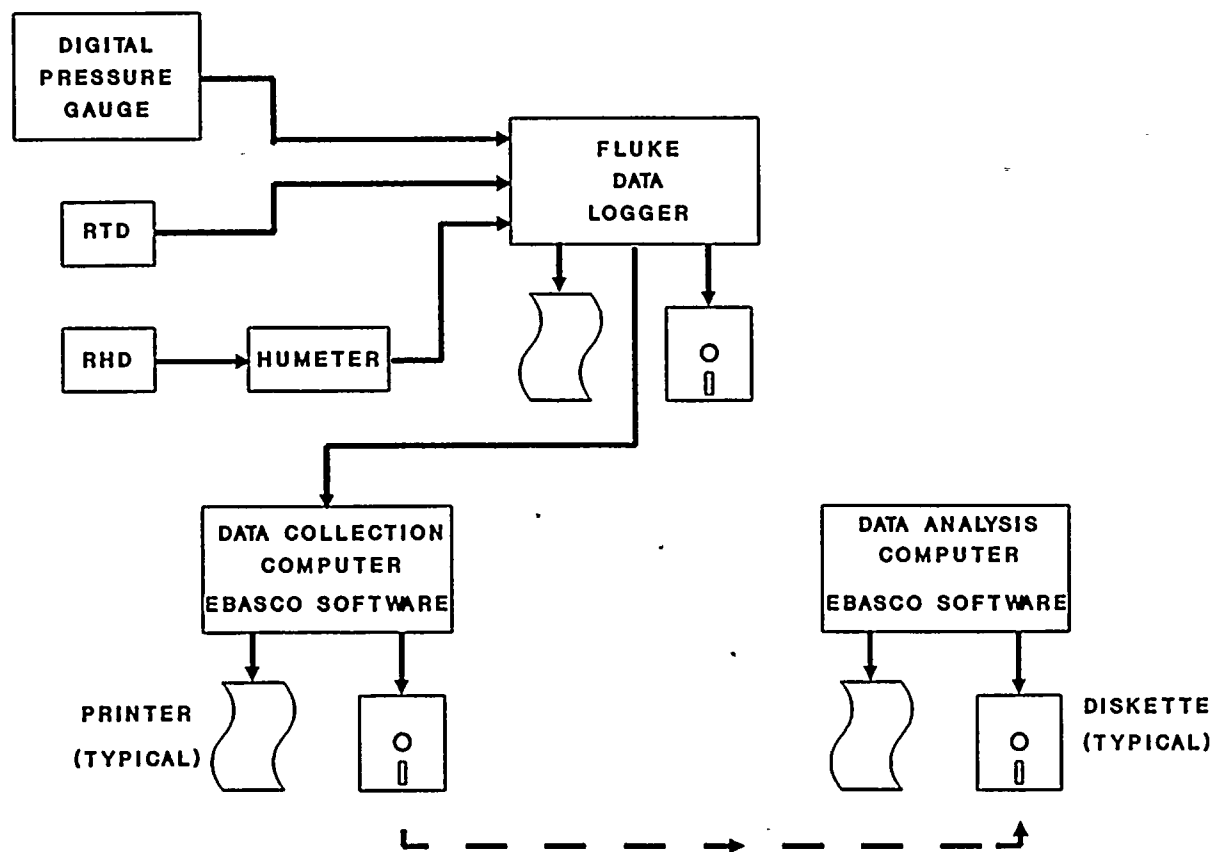 DIGITAL
PRESSURE
GAUGE
FLUKE
DATA
LOGGER
RTD
RHD
HUMETER
DATA COLLECTION
COMPUTER
EBASCO SOFTWARE
DATA ANALYSIS
COMPUTER
EBASCO SOFTWARE
PRINTER
(TYPICAL)
DISKETTE
(TYPICAL)